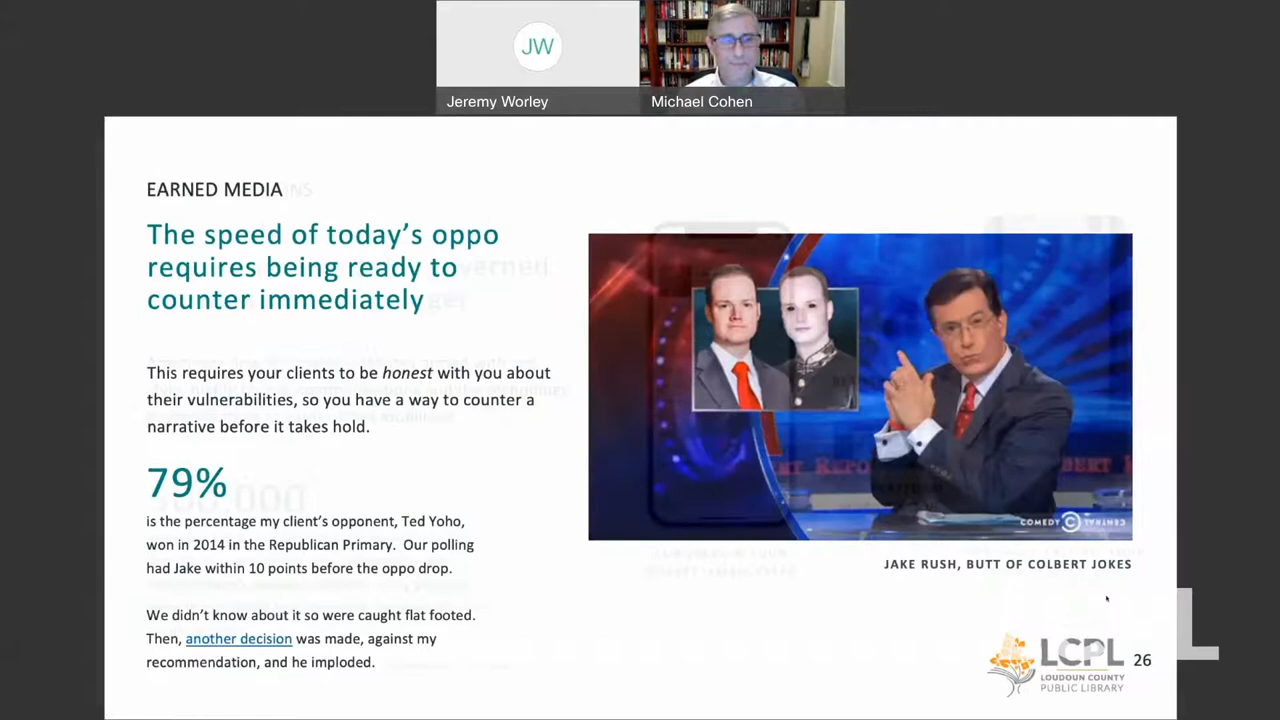 JW
Jeremy Worley
Michael Cohen
EARNED MEDIA
The speed of today's oppo
requires being ready to
counter immediately
This requires your clients to be honest with you about
their vulnerabilities, so you have a way to counter a
narrative before it takes hold.
79%
is the percentage my client's opponent, Ted Yoho,
won in 2014 in the Republican Primary. Our polling
had Jake within 10 points before the oppo drop.
We didn't know about it so were caught flat footed.
Then, another decision was made, against my
recommendation, and he imploded.
COMEDY CENTRAL
JAKE RUSH, BUTT OF COLBERT JOKES
LCPL
LOUDOUN COUNTY
PUBLIC LIBRARY
26